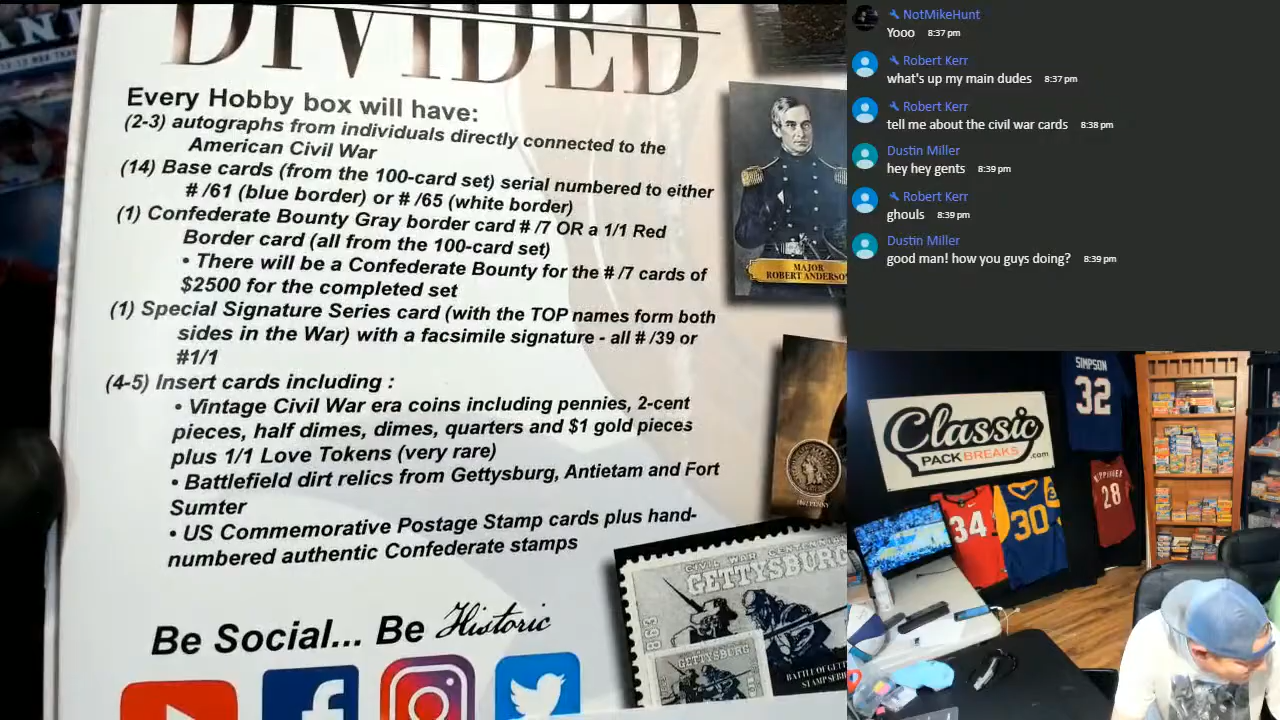 DIVIDED
Every Hobby box will have:
(2-3) autographs from individuals directly connected to the
American Civil War
(14) Base cards (from the 100-card set) serial numbered to either
# /61 (blue border) or # /65 (white border)
(1) Confederate Bounty Gray border card # /7 OR a 1/1 Red
Border card (all from the 100-card set)
• There will be a Confederate Bounty for the # /7 cards of
$2500 for the completed set
(1) Special Signature Series card (with the TOP names form both
sides in the War) with a facsimile signature - all # /39 or
#1/1
(4-5) Insert cards including :
• Vintage Civil War era coins including pennies, 2-cent
pieces, half dimes, dimes, quarters and $1 gold pieces
plus 1/1 Love Tokens (very rare)
• Battlefield dirt relics from Gettysburg, Antietam and Fort
Sumter
• US Commemorative Postage Stamp cards plus hand-
numbered authentic Confederate stamps
Be Social... Be Historic
MAJOR
ROBERT ANDERSO
CIVIL WAR CENTENNI
GETTYSBURG
1863
GETTYSBURG
BATTLE OF GET
STAMP SERI
NotMikeHunt
Yooo 8:37 pm
Robert Kerr
what's up my main dudes 8:37 pm
Robert Kerr
tell me about the civil war cards 8:38 pm
Dustin Miller
hey hey gents 8:39 pm
Robert Kerr
ghouls 8:39 pm
Dustin Miller
good man! how you guys doing? 8:39 pm
SIMPSON
32
Classic
PACK BREAKS.com
34
30
28